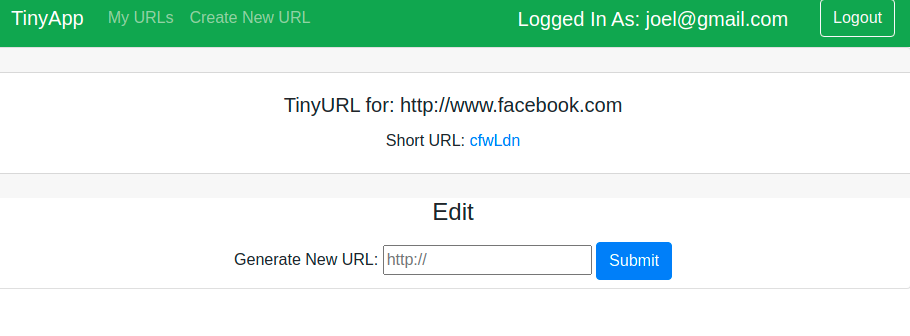 TinyApp My URLs Create New URL Logged In As: joel@gmail.com Logout
TinyURL for: http://www.facebook.com
Short URL: cfwLdn
Edit
Generate New URL: http:// Submit